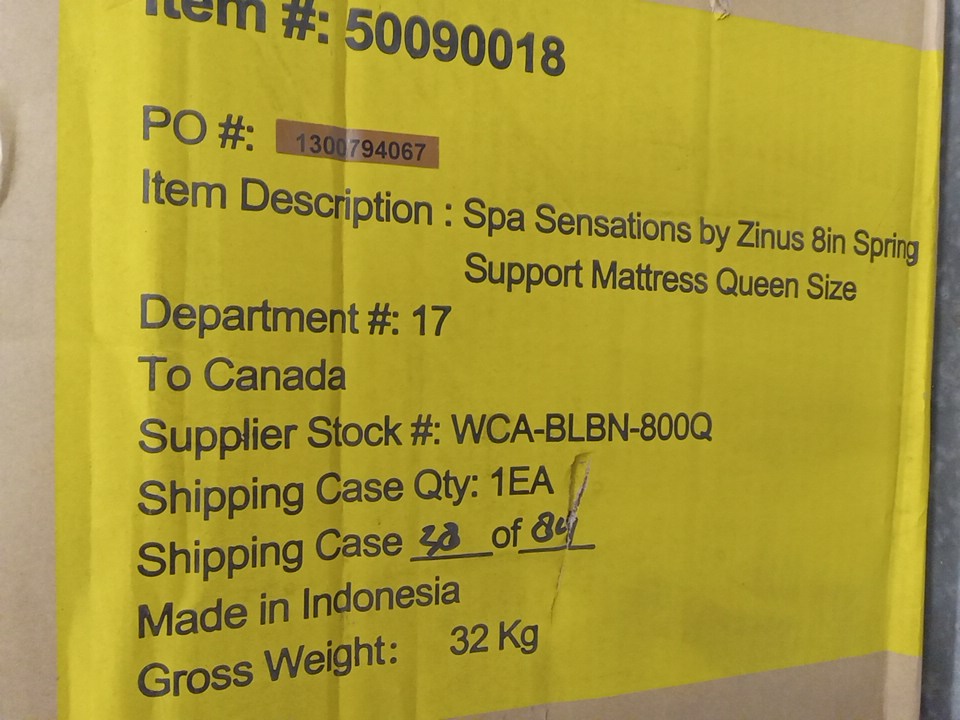 Item #: 50090018
PO #: 1300794067
Item Description : Spa Sensations by Zinus 8in Spring
Support Mattress Queen Size
Department #: 17
To Canada
Supplier Stock #: WCA-BLBN-800Q
Shipping Case Qty: 1EA
Shipping Case of 84
Made in Indonesia
Gross Weight: 32 Kg